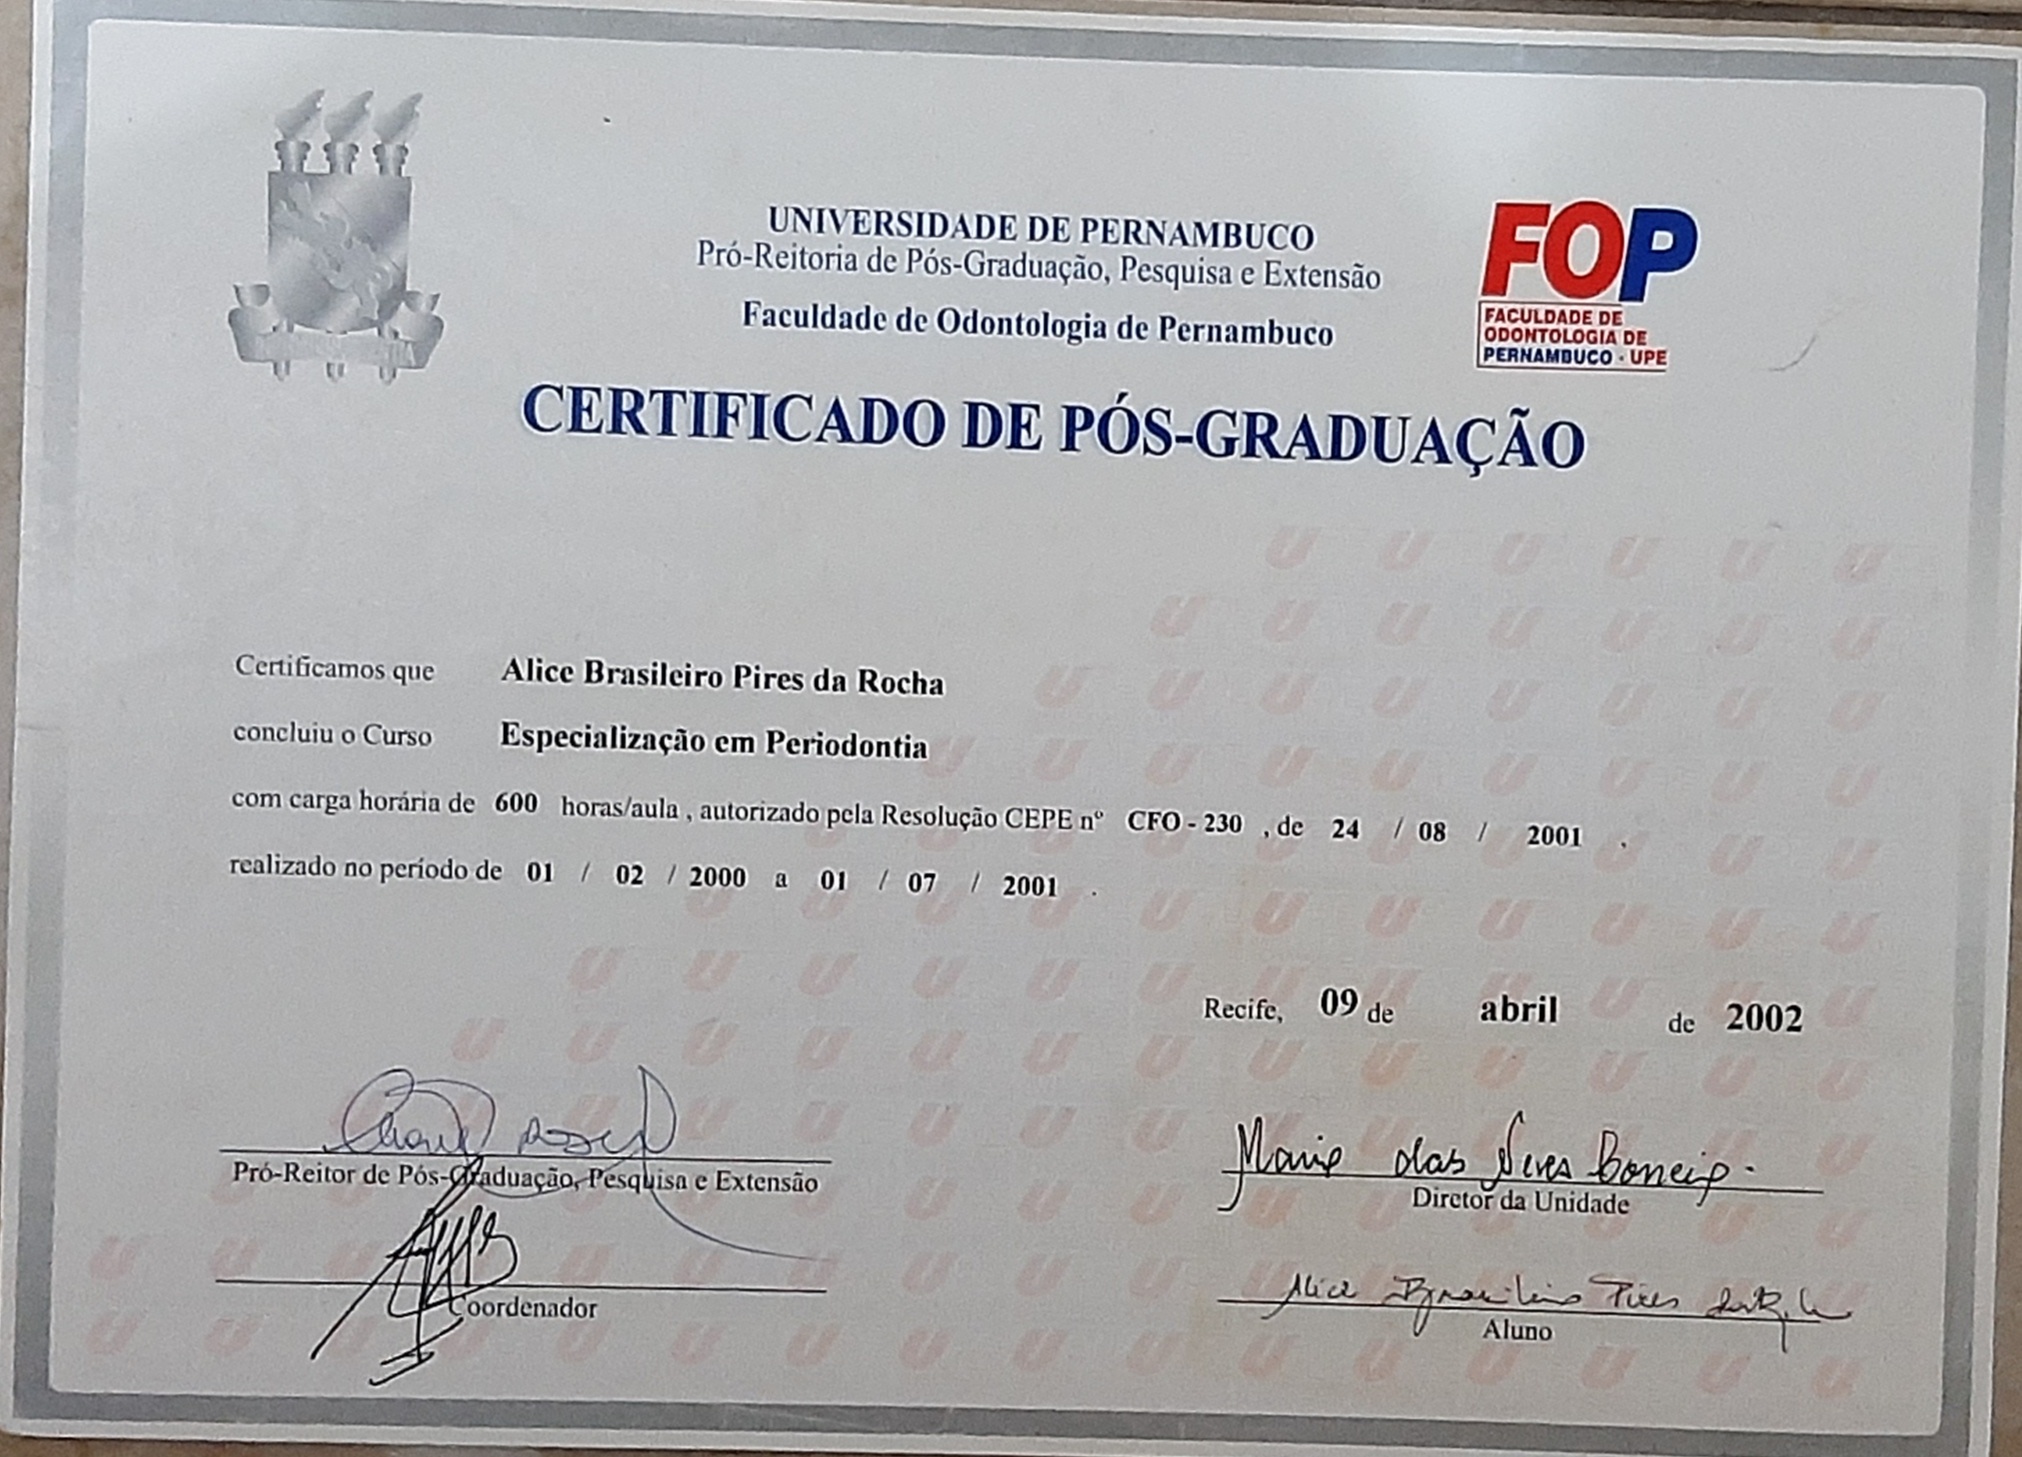 UNIVERSIDADE DE PERNAMBUCO
Pró-Reitoria de Pós-Graduação, Pesquisa e Extensão
Faculdade de Odontologia de Pernambuco
FOP
FACULDADE DE
ODONTOLOGIA DE
PERNAMBUCO · UPE
CERTIFICADO DE PÓS-GRADUAÇÃO
Certificamos que Alice Brasileiro Pires da Rocha
concluiu o Curso Especialização em Periodontia
com carga horária de 600 horas/aula , autorizado pela Resolução CEPE nº CFO - 230 , de 24 / 08 / 2001 .
realizado no período de 01 / 02 / 2000 a 01 / 07 / 2001 .
Recife, 09 de abril de 2002
Pró-Reitor de Pós-Graduação, Pesquisa e Extensão
Maria das Neves
Diretor da Unidade
Coordenador
Alice Brasileiro Pires da
Aluno